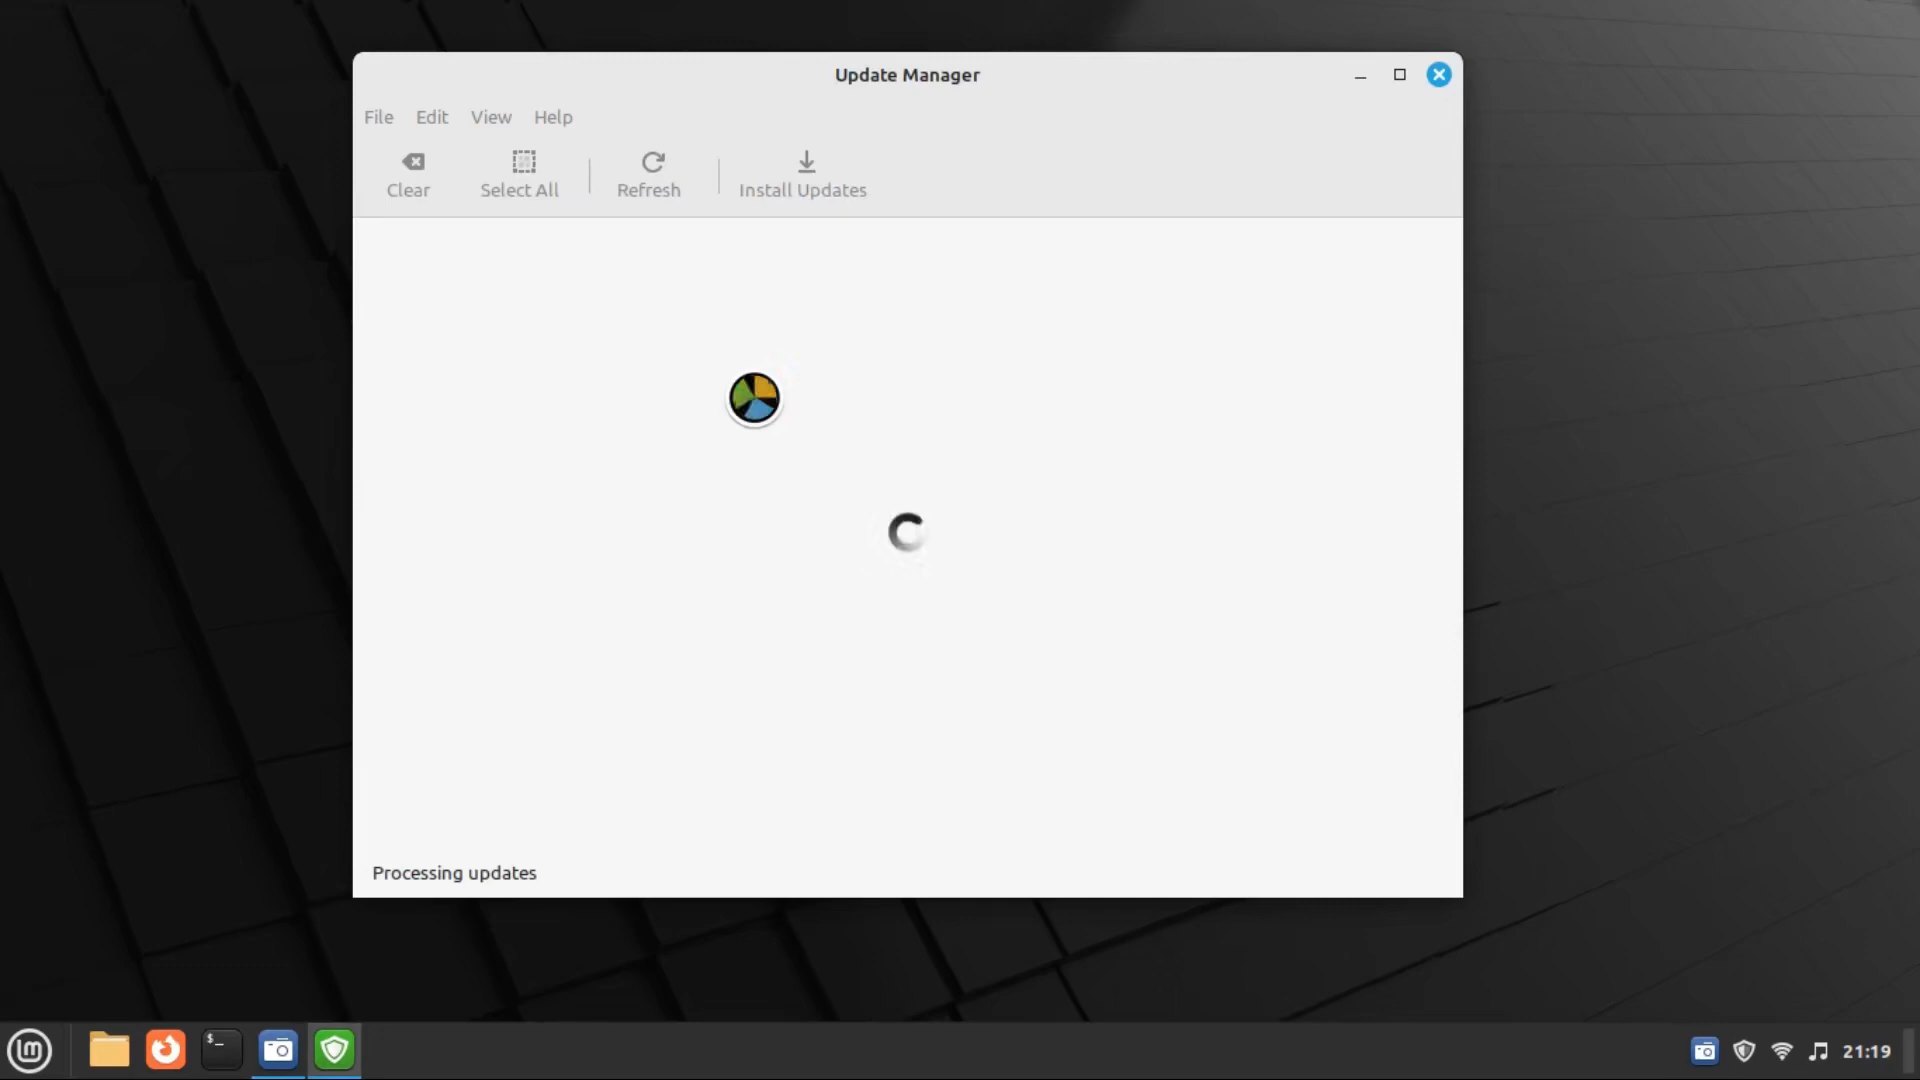 Update Manager
File Edit View Help
Clear Select All Refresh Install Updates
Processing updates
$_
21:19